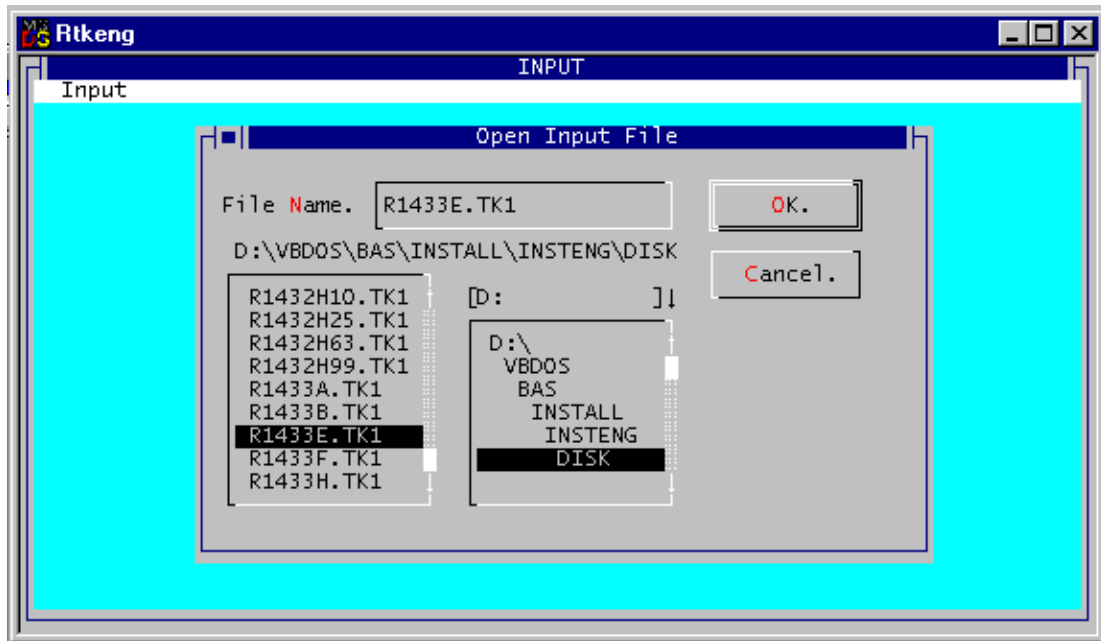 Rtkeng
INPUT
Input
Open Input File
File Name. R1433E.TK1 OK.
D:\VBDOS\BAS\INSTALL\INSTENG\DISK
Cancel.
R1432H10.TK1
R1432H25.TK1
R1432H63.TK1
R1432H99.TK1
R1433A.TK1
R1433B.TK1
R1433E.TK1
R1433F.TK1
R1433H.TK1
[D: ]↓
D:\
VBDOS
BAS
INSTALL
INSTENG
DISK